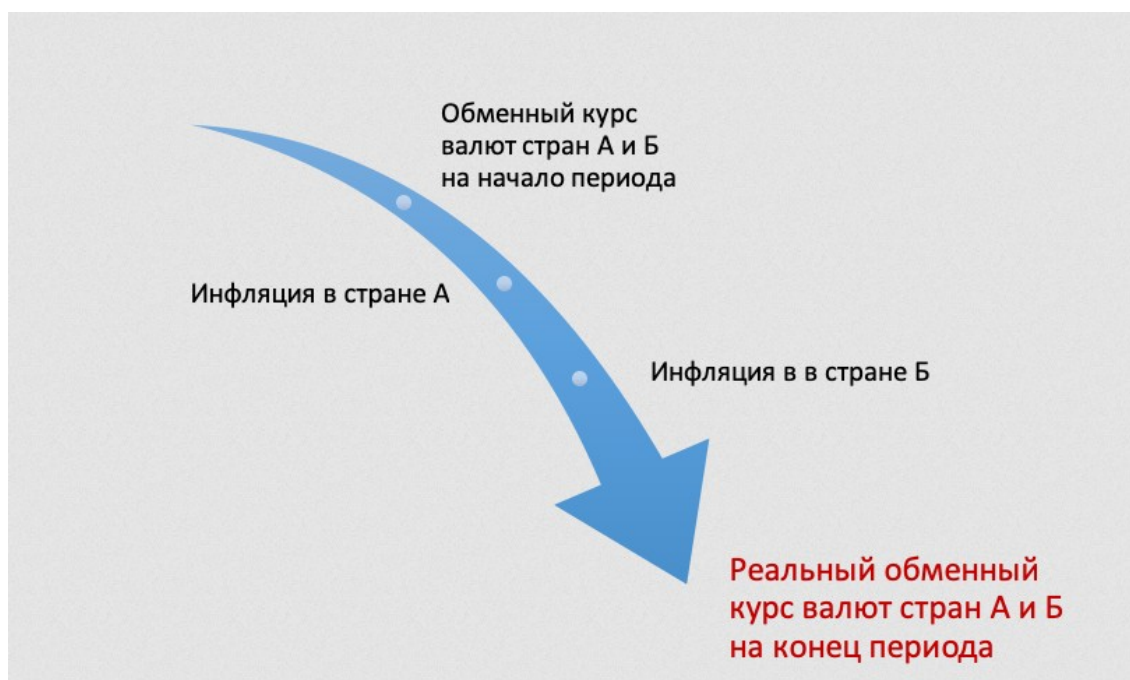 Обменный курс
валют стран А и Б
на начало периода
Инфляция в стране А
Инфляция в в стране Б
Реальный обменный
курс валют стран А и Б
на конец периода